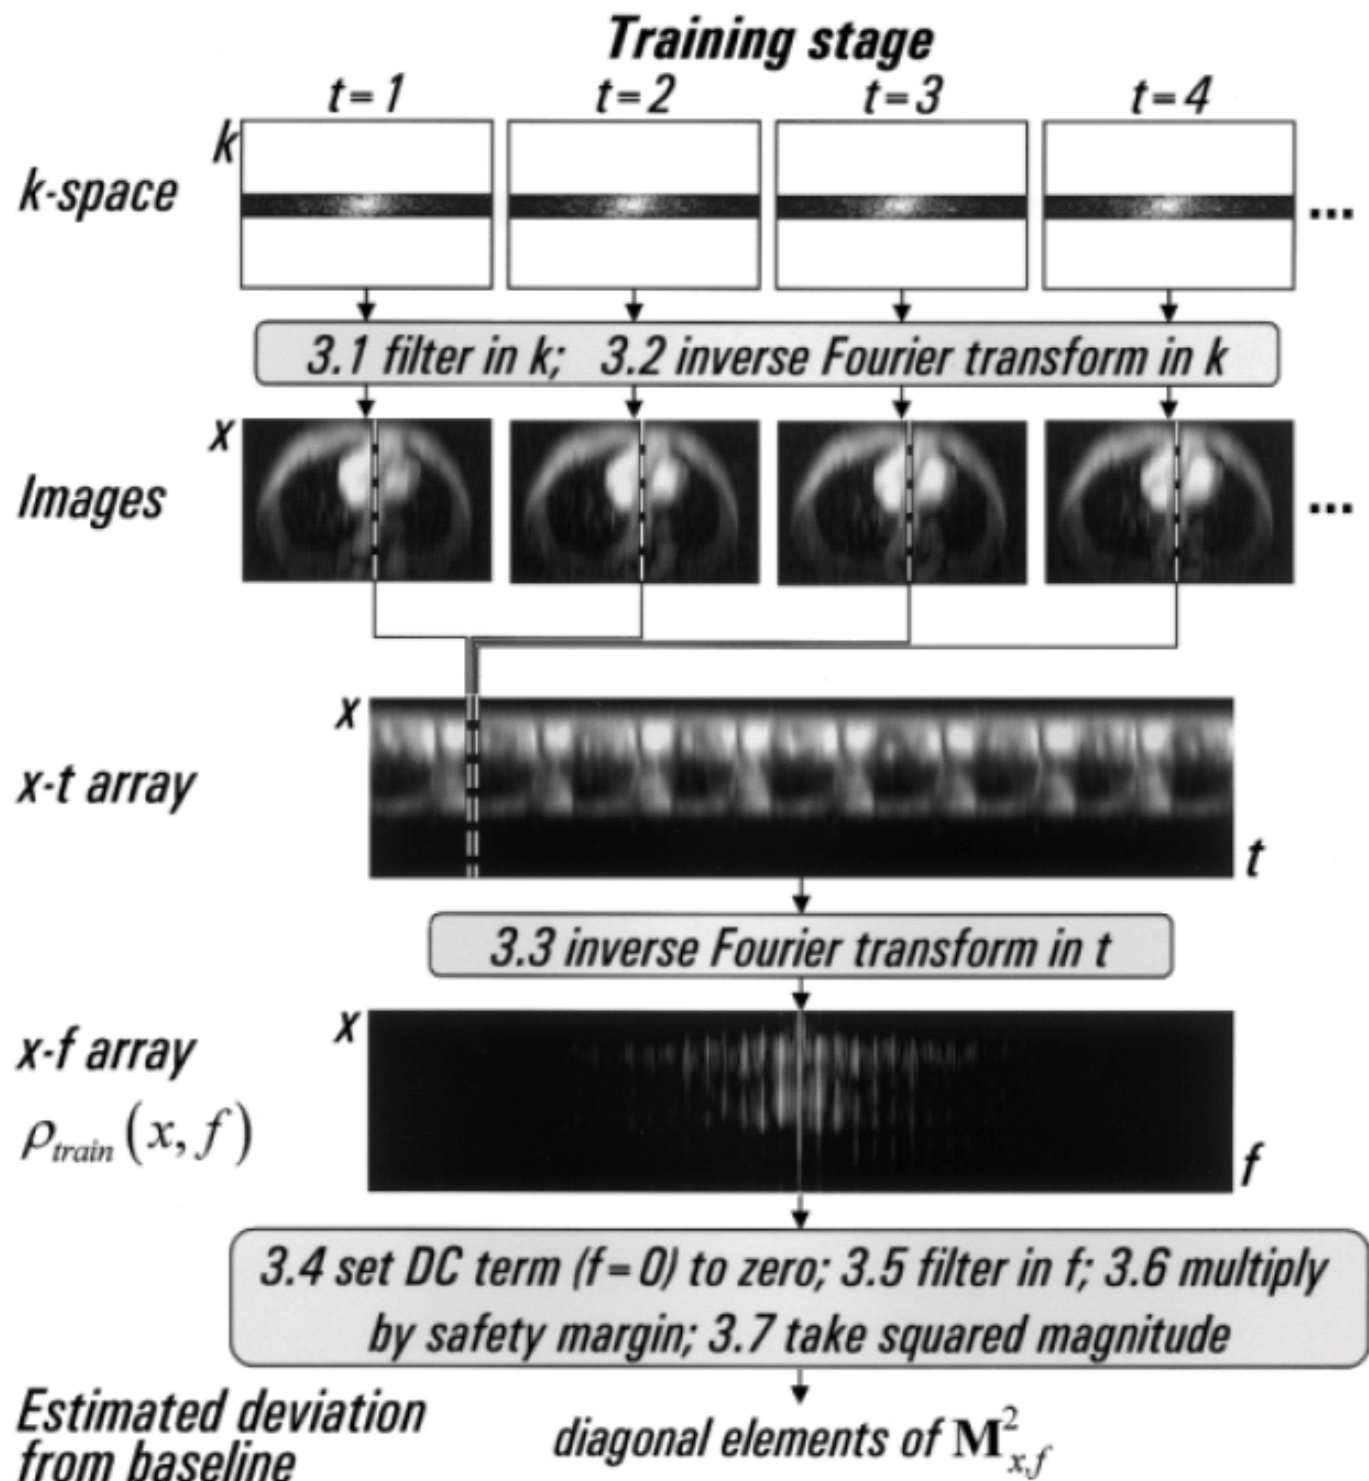 Training stage
t=1 t=2 t=3 t=4
k
k-space
...
3.1 filter in k; 3.2 inverse Fourier transform in k
x
Images
...
x
x-t array
t
3.3 inverse Fourier transform in t
x
x-f array
ρtrain(x, f)
f
3.4 set DC term (f=0) to zero; 3.5 filter in f; 3.6 multiply
by safety margin; 3.7 take squared magnitude
Estimated deviation
from baseline
diagonal elements of M²x,f